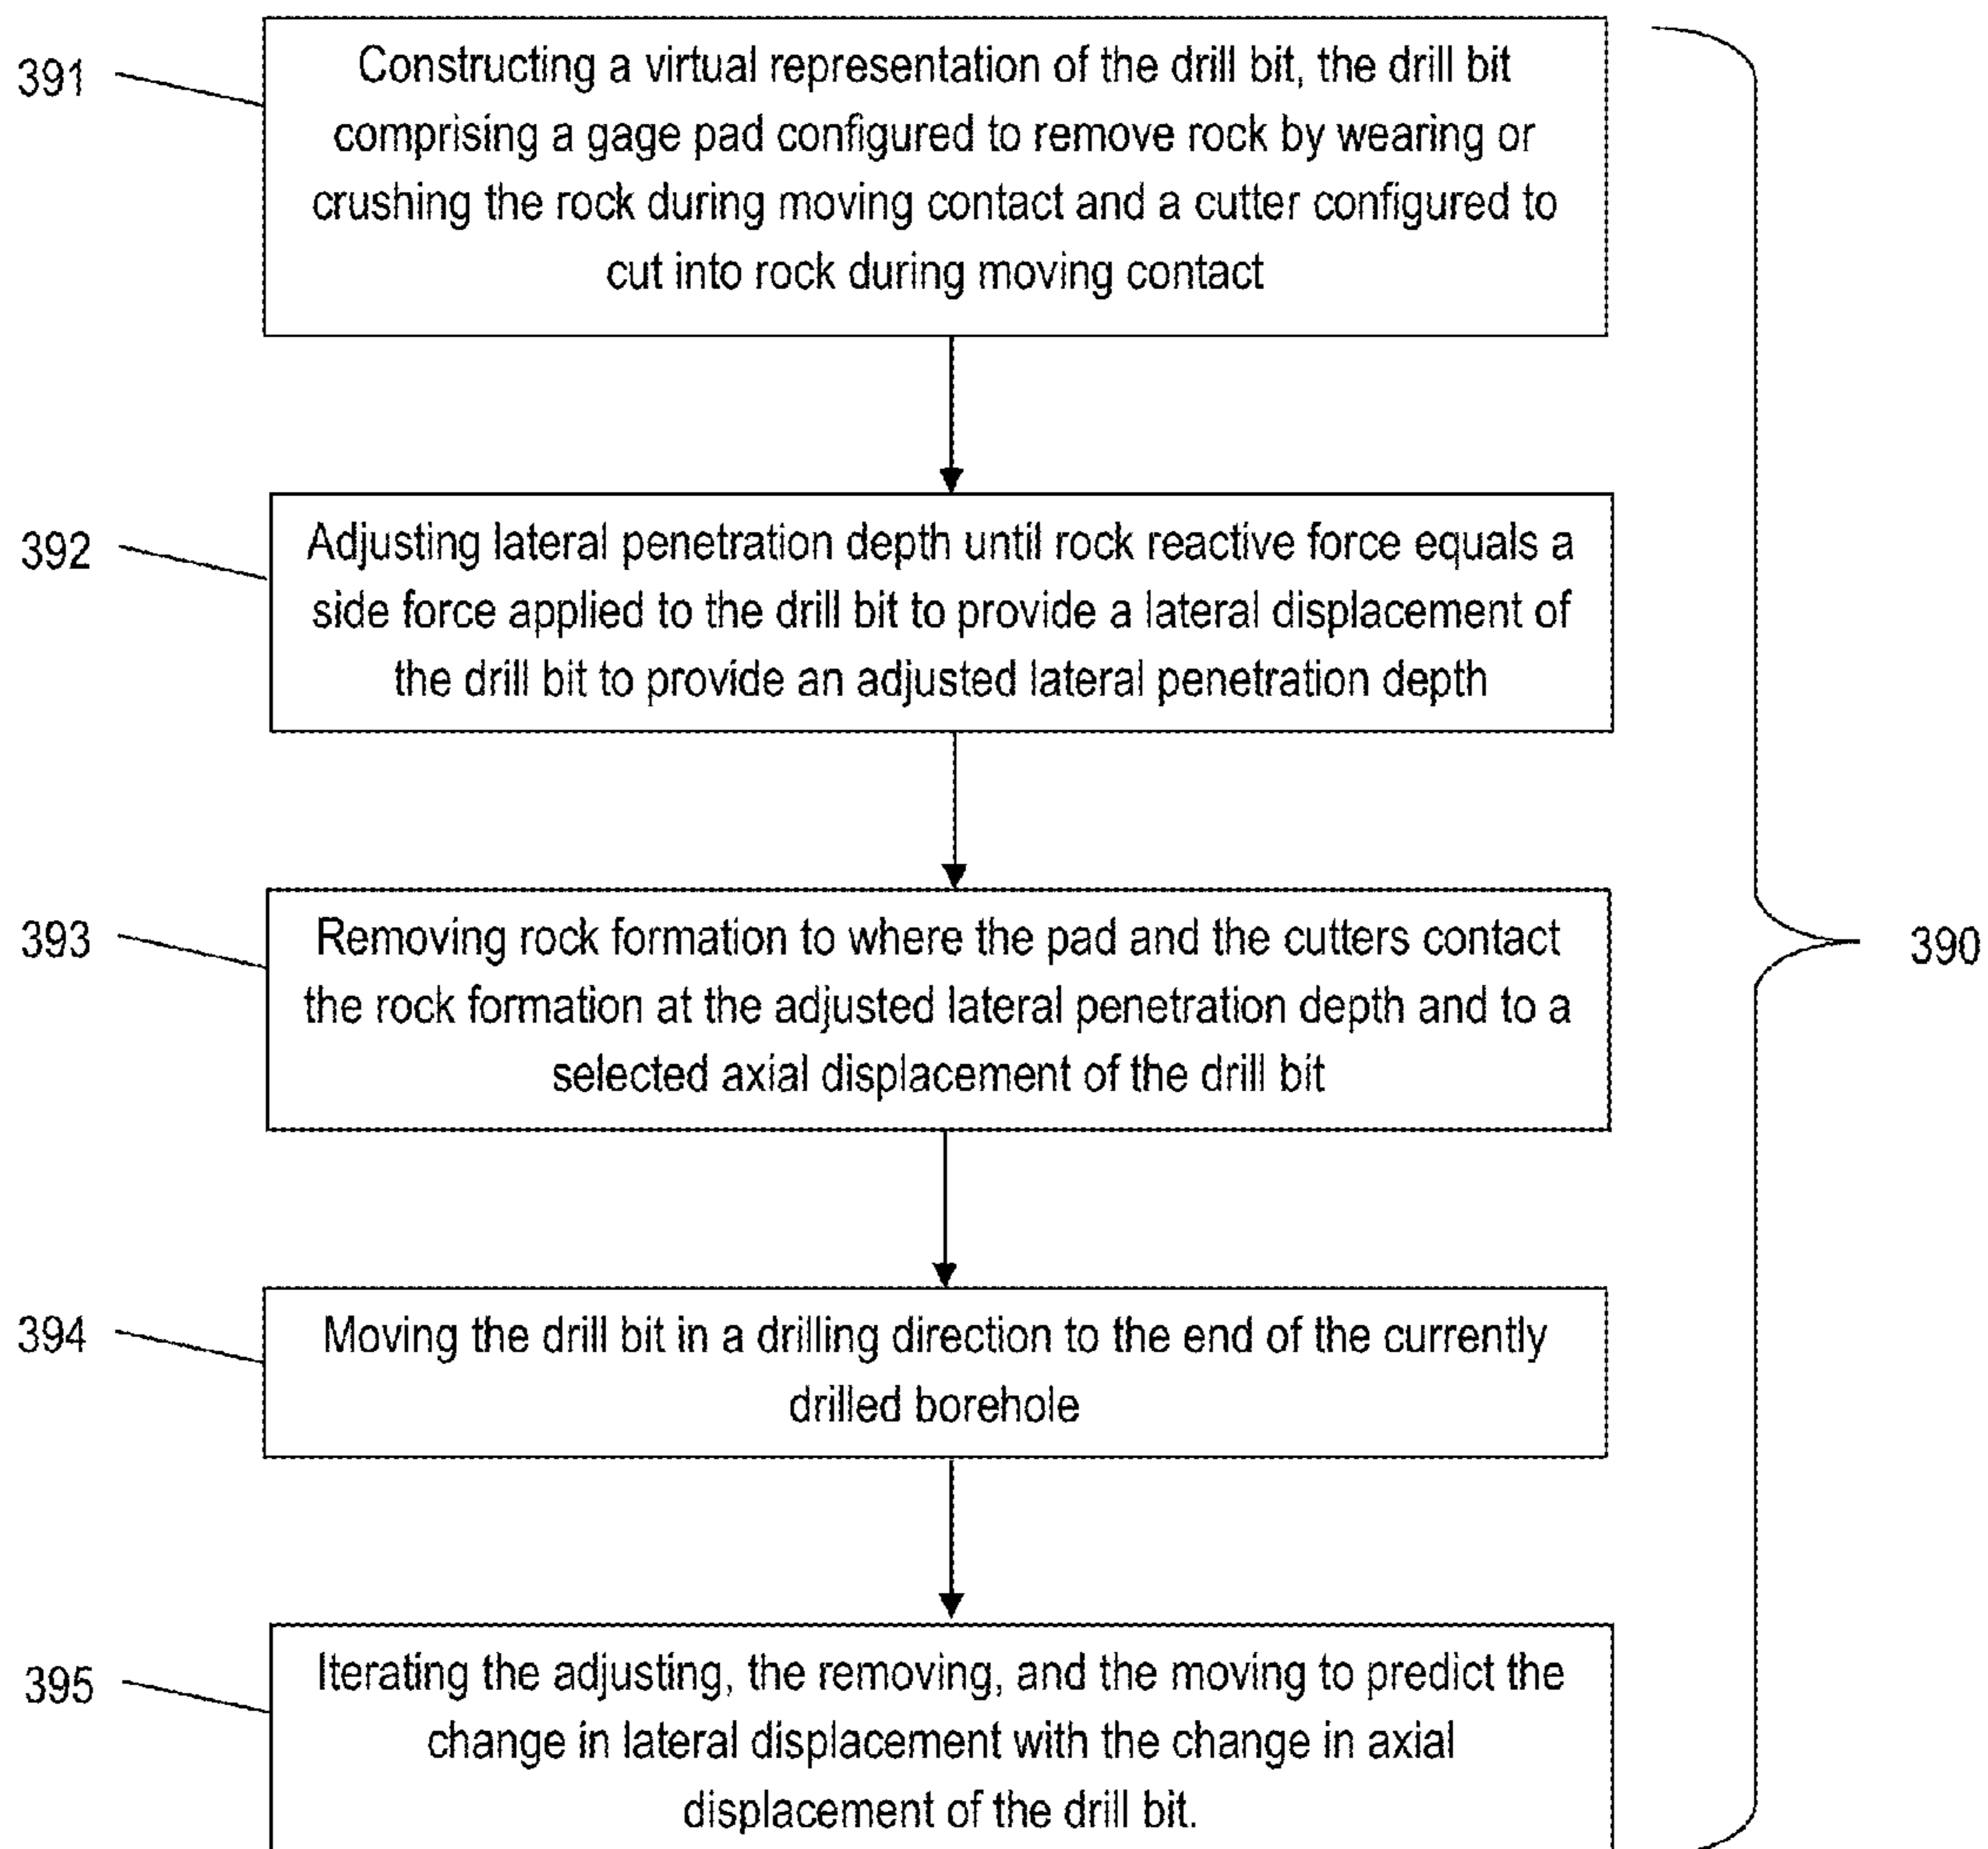 391
Constructing a virtual representation of the drill bit, the drill bit
comprising a gage pad configured to remove rock by wearing or
crushing the rock during moving contact and a cutter configured to
cut into rock during moving contact
392
Adjusting lateral penetration depth until rock reactive force equals a
side force applied to the drill bit to provide a lateral displacement of
the drill bit to provide an adjusted lateral penetration depth
393
Removing rock formation to where the pad and the cutters contact
the rock formation at the adjusted lateral penetration depth and to a
selected axial displacement of the drill bit
390
394
Moving the drill bit in a drilling direction to the end of the currently
drilled borehole
395
Iterating the adjusting, the removing, and the moving to predict the
change in lateral displacement with the change in axial
displacement of the drill bit.